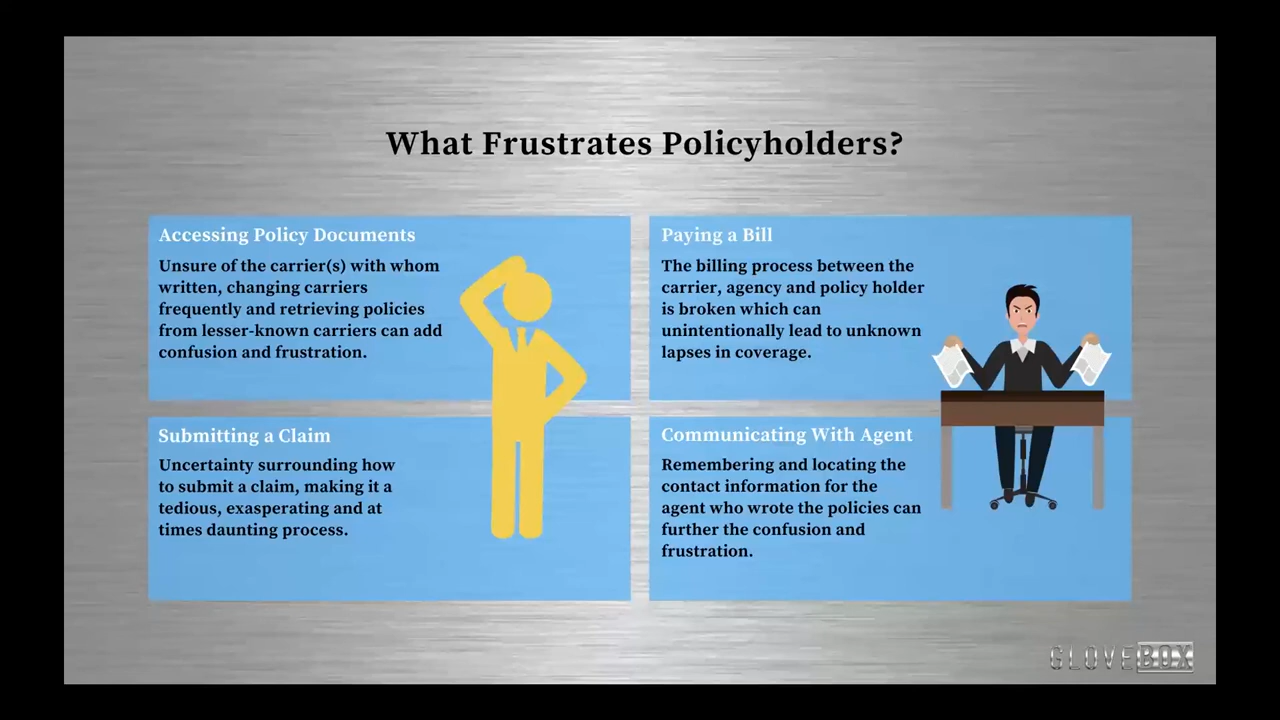 What Frustrates Policyholders?
Accessing Policy Documents
Unsure of the carrier(s) with whom
written, changing carriers
frequently and retrieving policies
from lesser-known carriers can add
confusion and frustration.
Paying a Bill
The billing process between the
carrier, agency and policy holder
is broken which can
unintentionally lead to unknown
lapses in coverage.
Submitting a Claim
Uncertainty surrounding how
to submit a claim, making it a
tedious, exasperating and at
times daunting process.
Communicating With Agent
Remembering and locating the
contact information for the
agent who wrote the policies can
further the confusion and
frustration.
GLOVEBOX